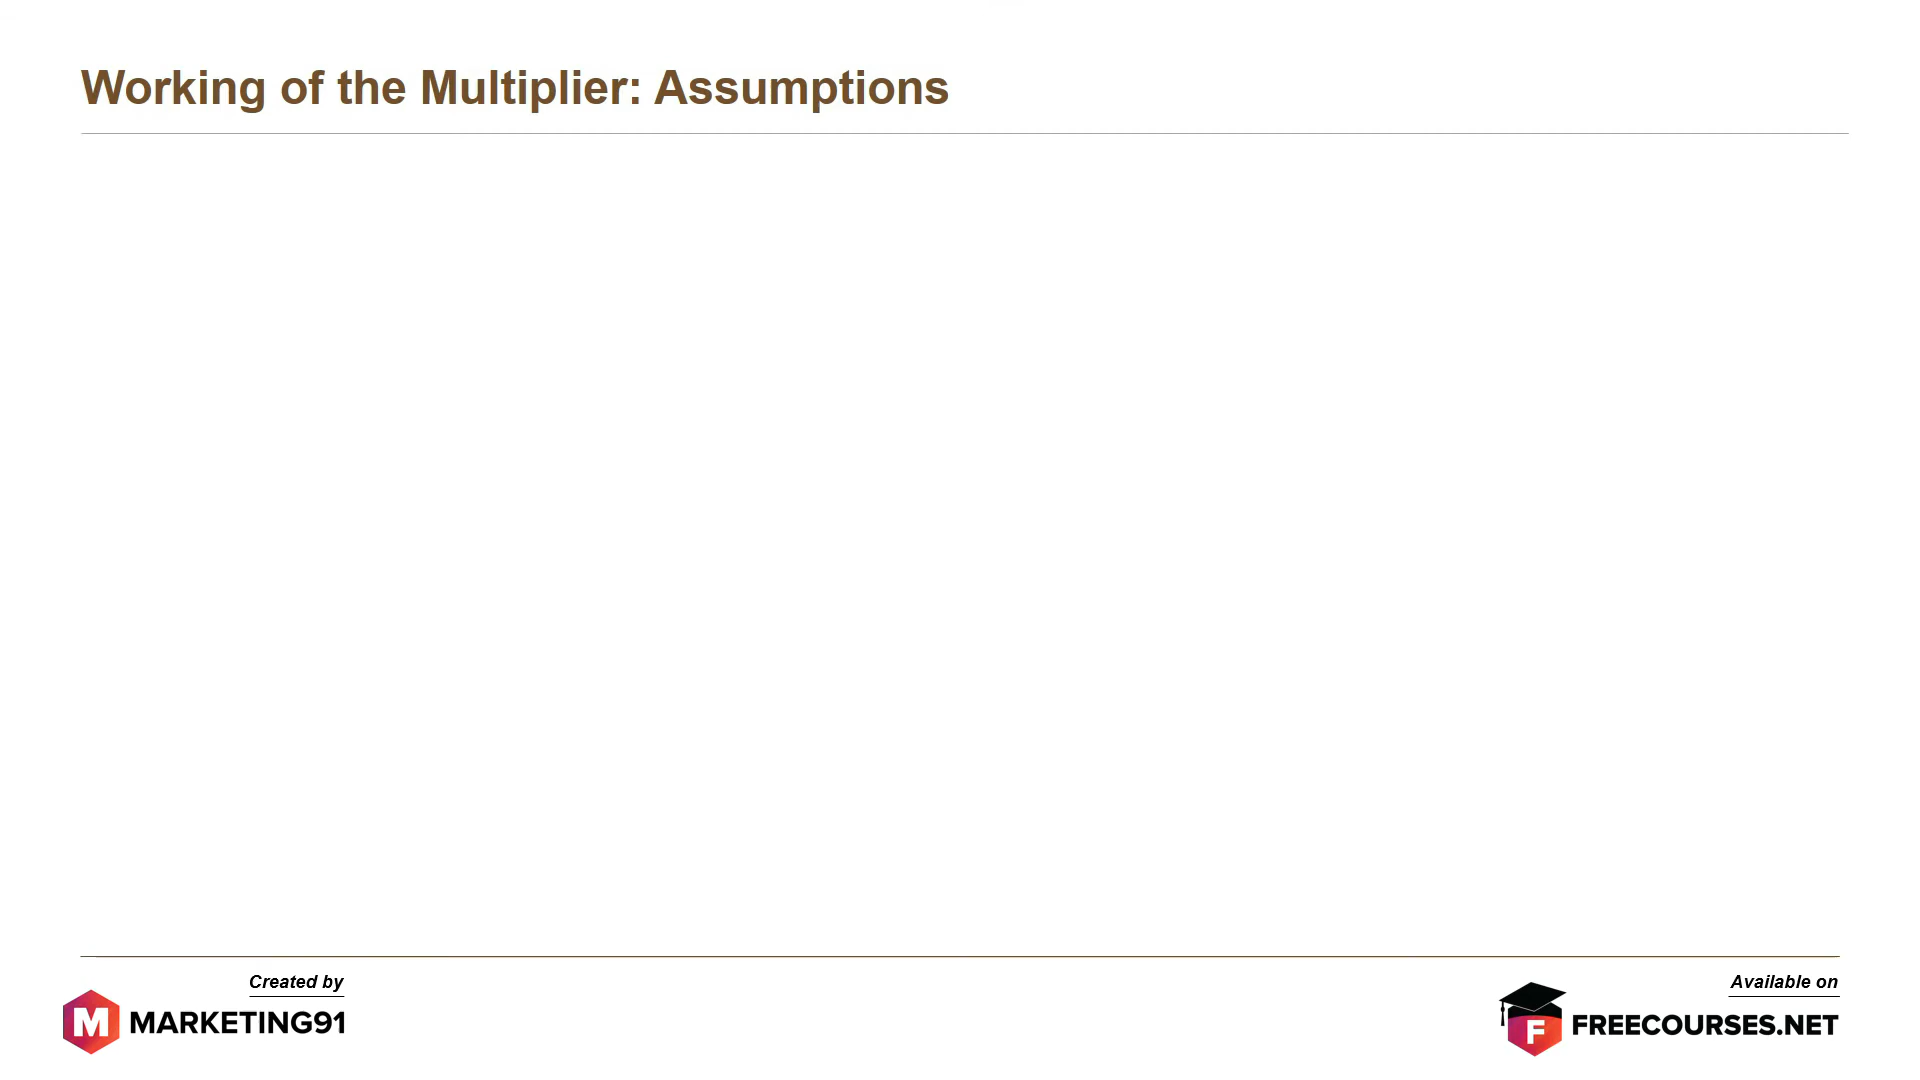 Working of the Multiplier: Assumptions
Created by
M MARKETING91
Available on
F FREECOURSES.NET